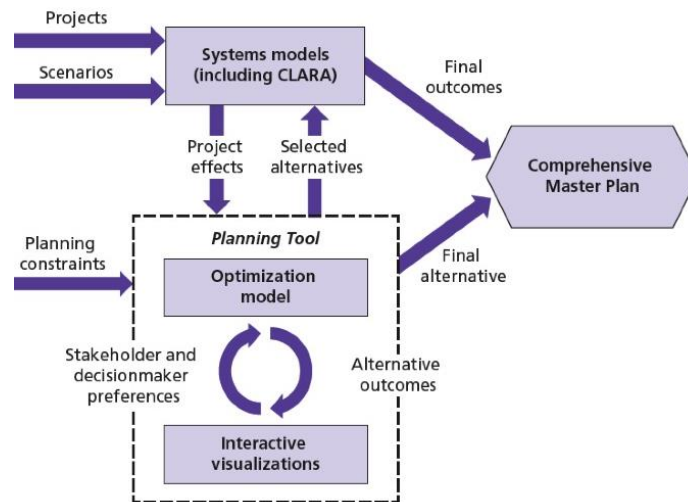 Projects
Scenarios
Systems models
(including CLARA)
Final
outcomes
Project
effects
Selected
alternatives
Comprehensive
Master Plan
Planning
constraints
Planning Tool
Optimization
model
Final
alternative
Stakeholder and
decisionmaker
preferences
Alternative
outcomes
Interactive
visualizations